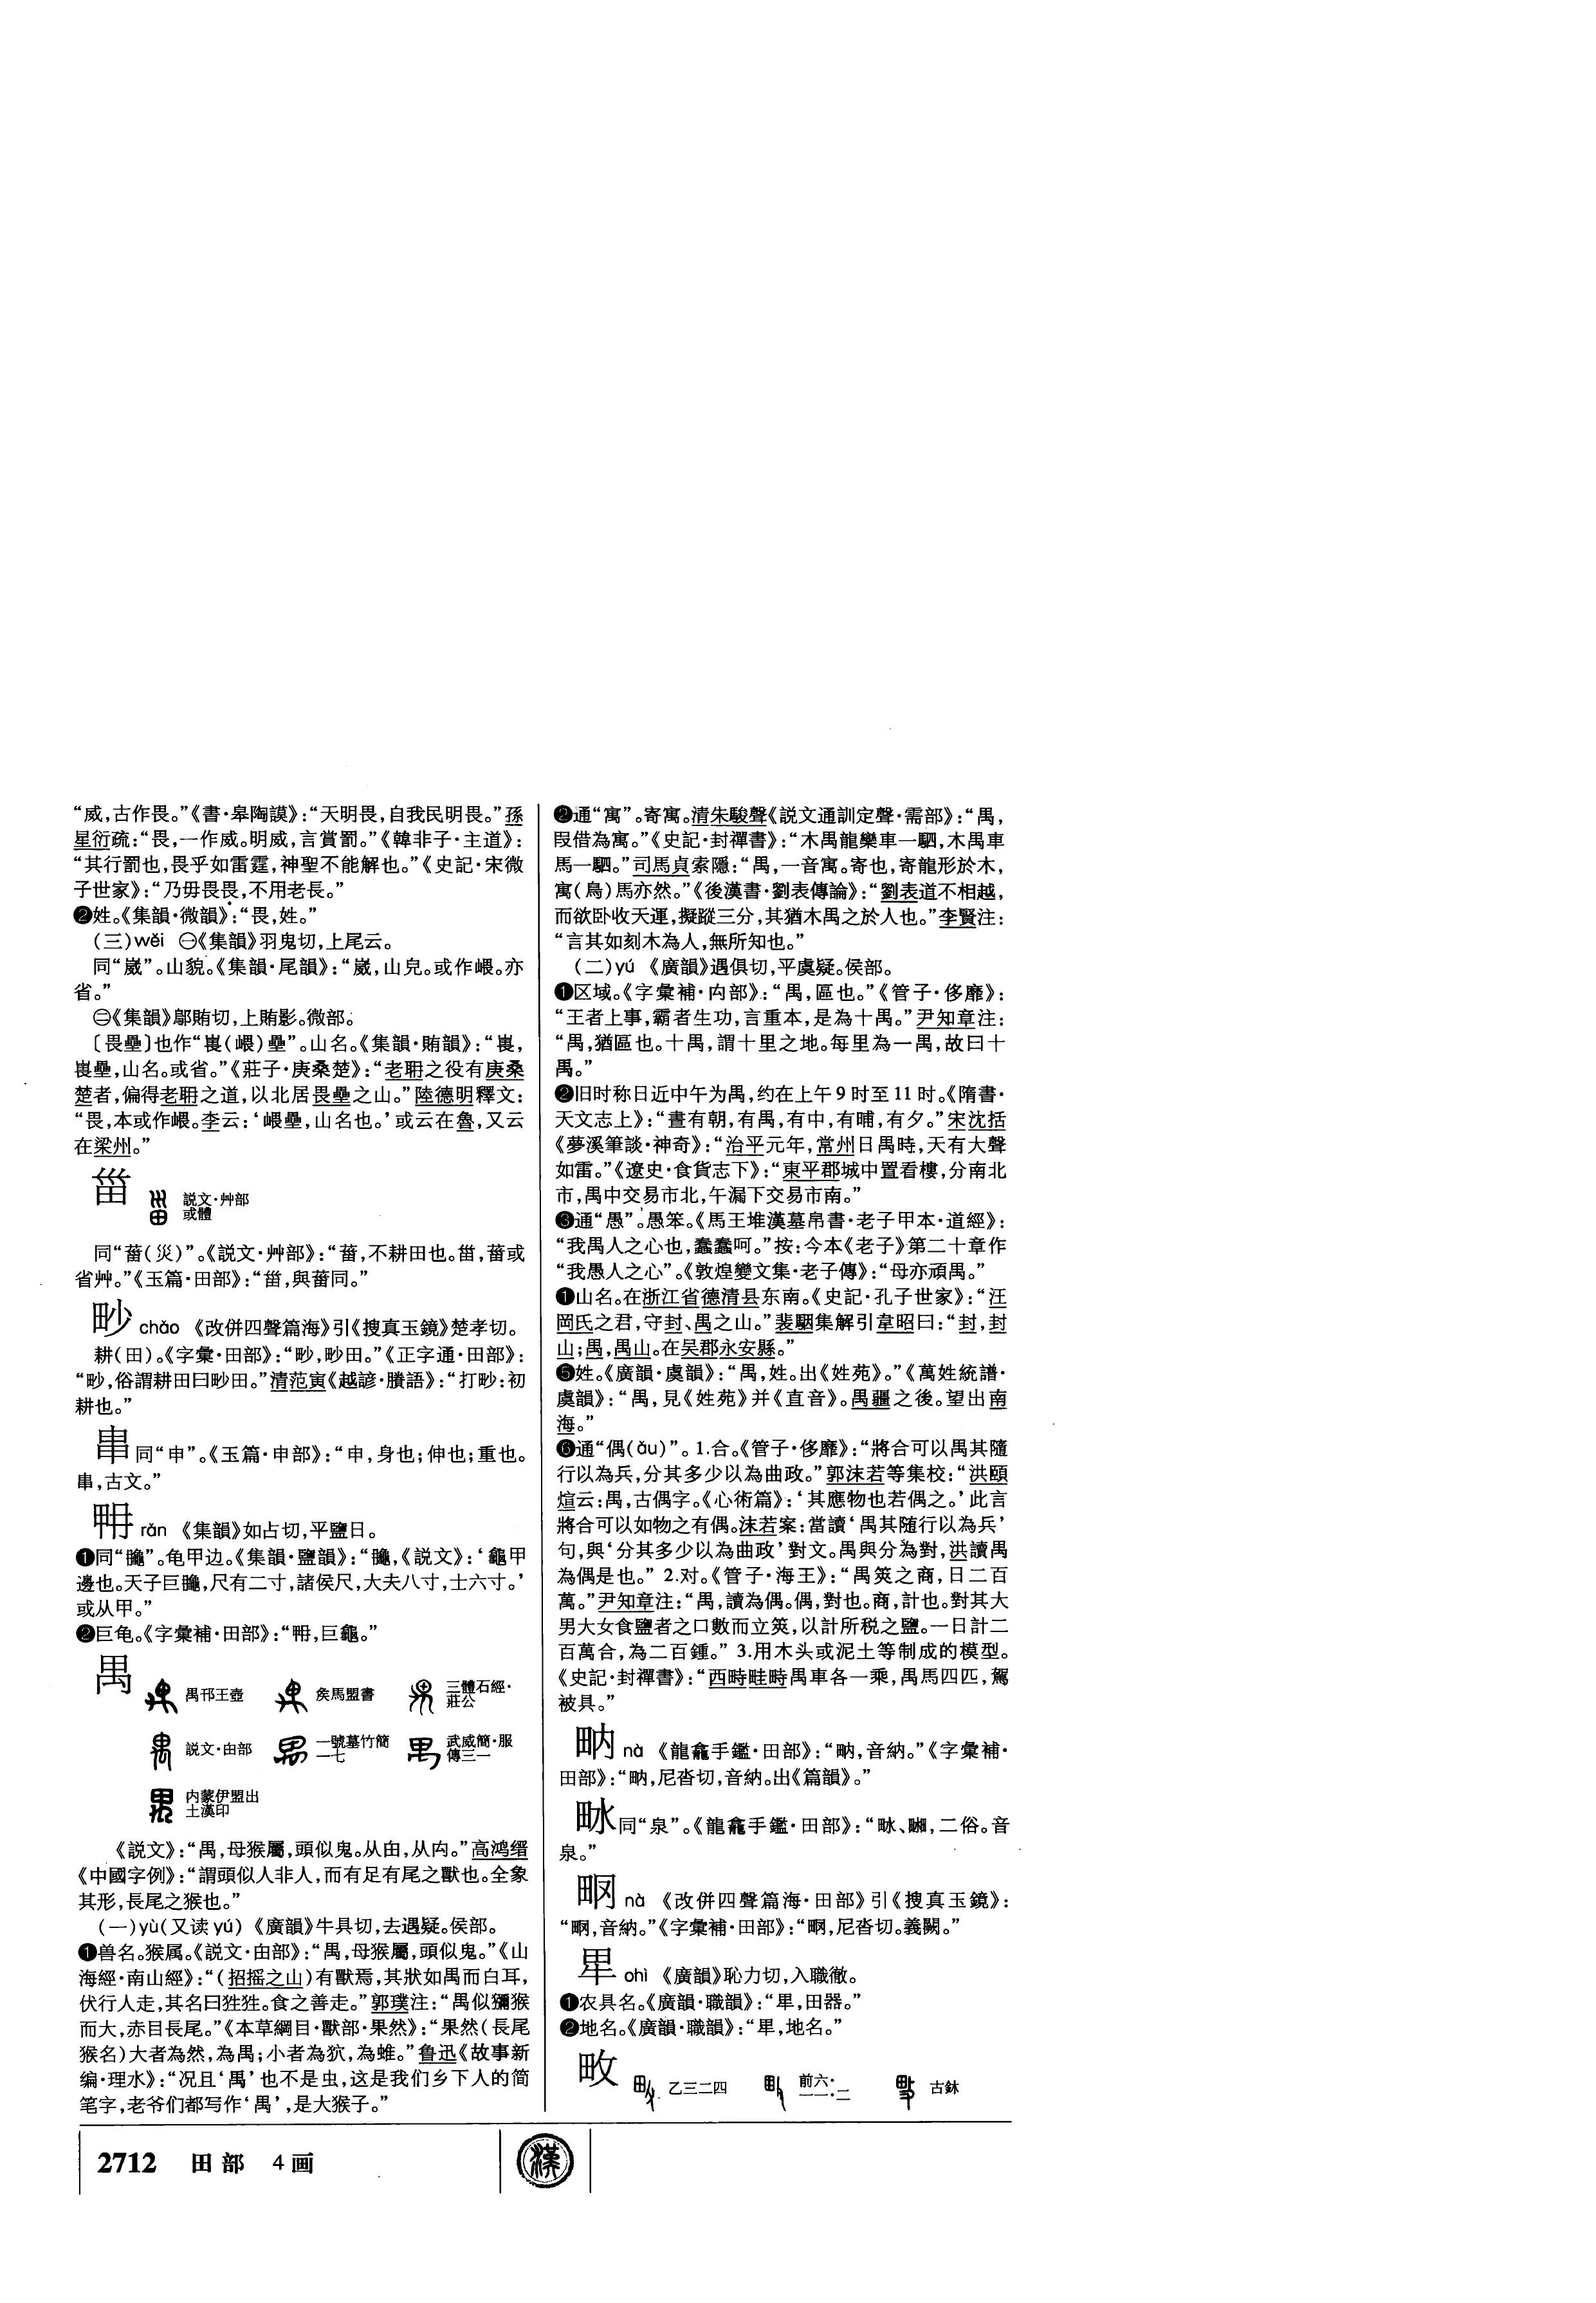 “威,古作畏。”《書·皋陶謨》:“天明畏,自我民明畏。”孫
星衍疏:“畏,一作威。明威,言賞罰。”《韓非子·主道》:
“其行罰也,畏乎如雷霆,神聖不能解也。”《史記·宋微
子世家》:“乃毋畏畏,不用老長。”
❷姓。《集韻·微韻》:“畏,姓。”
(三)wěi ㊀《集韻》羽鬼切,上尾云。
同“崴”。山貌。《集韻·尾韻》:“崴,山皃。或作喂。亦
省。”
㊁《集韻》鄔賄切,上賄影。微部。
〔畏壘〕也作“嵔(喂)壘”。山名。《集韻·賄韻》:“嵔,
嵔壘,山名。或省。”《莊子·庚桑楚》:“老聃之役有庚桑
楚者,偏得老聃之道,以北居畏壘之山。”陸德明釋文:
“畏,本或作喂。李云:‘喂壘,山名也。’或云在魯,又云
在梁州。”
甾 説文·艸部
或體
同“菑(災)”。《説文·艸部》:“菑,不耕田也。甾,菑或
省艸。”《玉篇·田部》:“甾,與菑同。”
畂 chǎo 《改併四聲篇海》引《搜真玉鏡》楚孝切。
耕(田)。《字彙·田部》:“䎐,䎐田。”《正字通·田部》:
“俗謂耕田曰田。”清范寅《越諺·賸語》:“打:初
耕也。”
同“申”。《玉篇·申部》:“申,身也;伸也;重也。
古文。”
rǎn 《集韻》如占切,平鹽日。
❶同“”。龟甲边。《集韻·鹽韻》:“《説文》:‘龜甲
邊也。天子巨,尺有二寸,諸侯尺,大夫八寸,士六寸。’
或从甲。”
❷巨龟。《字彙補·田部》:“巨龜。”
禺 禺邗王壺 矦馬盟書 三體石經·
莊公
説文·甶部 一號墓竹簡
一七 武威簡·服
傳三一
内蒙伊盟出
土漢印
《説文》:“禺,母猴屬,頭似鬼。从甶,从禸。”高鸿缙
《中國字例》:“謂頭似人非人,而有足有尾之獸也。全象
其形,長尾之猴也。”
(一)yù(又读yú) 《廣韻》牛具切,去遇疑。侯部。
❶兽名。猴属。《説文·甶部》:“禺,母猴屬,頭似鬼。”《山
海經·南山經》:“(招摇之山)有獸焉,其狀如禺而白耳,
伏行人走,其名曰狌狌。食之善走。”郭璞注:“禺似獼猴
而大,赤目長尾。”《本草綱目·獸部·果然》:“果然(長尾
猴名)大者為然,為禺;小者為狖,為蜼。”鲁迅《故事新
编·理水》:“况且‘禺’也不是虫,这是我们乡下人的简
笔字,老爷们都写作‘禺’,是大猴子。”
❷通“寓”。寄寓。清朱駿聲《説文通訓定聲·需部》:“禺,
叚借為寓。”《史記·封禪書》:“木禺龍欒車一駟,木禺車
馬一駟。”司馬貞索隱:“禺,一音寓。寄也,寄龍形於木,
寓(鳥)馬亦然。”《後漢書·劉表傳論》:“劉表道不相越,
而欲卧收天運,擬蹤三分,其猶木禺之於人也。”李賢注:
“言其如刻木為人,無所知也。”
(二)yú 《廣韻》遇俱切,平虞疑。侯部。
❶区域。《字彙補·内部》:“禺,區也。”《管子·侈靡》:
“王者上事,霸者生功,言重本,是為十禺。”尹知章注:
“禺,猶區也。十禺,謂十里之地。每里為一禺,故曰十
禺。”
❷旧时称日近中午为禺,约在上午9时至11时。《隋書·
天文志上》:“晝有朝,有禺,有中,有晡,有夕。”宋沈括
《夢溪筆談·神奇》:“治平元年,常州日禺時,天有大聲
如雷。”《遼史·食貨志下》:“東平郡城中置看樓,分南北
市,禺中交易市北,午漏下交易市南。”
❸通“愚”。愚笨。《馬王堆漢墓帛書·老子甲本·道經》:
“我禺人之心也,蠢蠢呵。”按:今本《老子》第二十章作
“我愚人之心”。《敦煌變文集·老子傳》:“母亦頑禺。”
❶山名。在浙江省德清县东南。《史記·孔子世家》:“汪
岡氏之君,守封、禺之山。”裴駰集解引韋昭曰:“封,封
山;禺,禺山。在吴郡永安縣。”
❺姓。《廣韻·虞韻》:“禺,姓。出《姓苑》。”《萬姓統譜·
虞韻》:“禺,見《姓苑》并《直音》。禺疆之後。望出南
海。”
❻通“偶(ǎu)”。1.合。《管子·侈靡》:“將合可以禺其隨
行以為兵,分其多少以為曲政。”郭沫若等集校:“洪頤
煊云:禺,古偶字。《心術篇》:‘其應物也若偶之。’此言
將合可以如物之有偶。沫若案:當讀‘禺其随行以為兵’
句,與‘分其多少以為曲政’對文。禺與分為對,洪讀禺
為偶是也。” 2.对。《管子·海王》:“禺筴之商,日二百
萬。”尹知章注:“禺,讀為偶。偶,對也。商,計也。對其大
男大女食鹽者之口數而立筴,以計所税之鹽。一日計二
百萬合,為二百鍾。” 3.用木头或泥土等制成的模型。
《史記·封禪書》:“西時畦時禺車各一乘,禺馬四匹,駕
被具。”
nà 《龍龕手鑑·田部》:“音納。”《字彙補·
田部》:“尼沓切,音納。出《篇韻》。”
同“泉”。《龍龕手鑑·田部》:“二俗。音
泉。”
nà 《改併四聲篇海·田部》引《搜真玉鏡》:
“音納。”《字彙補·田部》:“尼沓切。義闕。”
ohì 《廣韻》恥力切,入職徹。
❶农具名。《廣韻·職韻》:“田器。”
❷地名。《廣韻·職韻》:“地名。”
畋 乙三二四 前六·
一一·二 古鉢
2712 田部 4画
漢